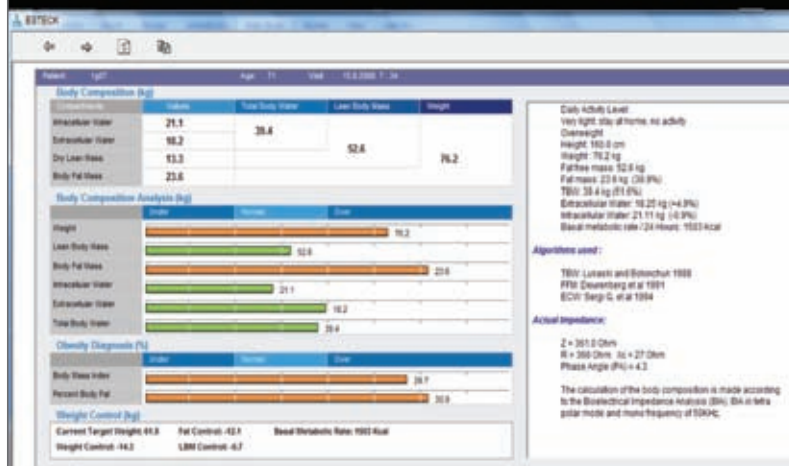 ESTECK
Patient Age: 71 Visit
Body Composition (kg)
Compartments Values Total Body Water Lean Body Mass Weight
Intracellular Water 21.1
Extracellular Water 18.2
Dry Lean Mass 13.3
Body Fat Mass 23.6
39.4
52.6
76.2
Body Composition Analysis (kg)
Under Normal Over
Weight 76.2
Lean Body Mass 52.6
Body Fat Mass 23.6
Intracellular Water 21.1
Extracellular Water 18.2
Total Body Water 39.4
Obesity Diagnosis (%)
Under Normal Over
Body Mass Index 29.7
Percent Body Fat 30.9
Weight Control (kg)
Current Target Weight: 61.9 Fat Control: -12.1 Basal Metabolic Rate: 1503 Kcal
Weight Control: -14.3 LBM Control:
Daily Activity Level:
Very light: stay at home, no activity
Overweight
Height: 160.0 cm
Weight: 76.2 kg
Fat free mass: 52.6 kg
Fat mass: 23.6 kg (30.9%)
TBW: 39.4 kg (51.6%)
Extracellular Water: 18.25 kg (+4.9%)
Intracellular Water: 21.11 kg (-0.9%)
Basal metabolic rate / 24 Hours: 1503 Kcal
Algorithms used :
TBW: Lukaski and Bolonchun 1988
FFM: Deurenberg et al 1991
ECW: Sergi G, et al 1994
Actual Impedance:
Z = 361.0 Ohm
R = 360 Ohm Xc = 27 Ohm
Phase Angle (PA) = 4.3
The calculation of the body composition is made according
to the Bioelectrical Impedance Analysis (BIA). BIA in tetra
polar mode and mono frequency of 50KHz.